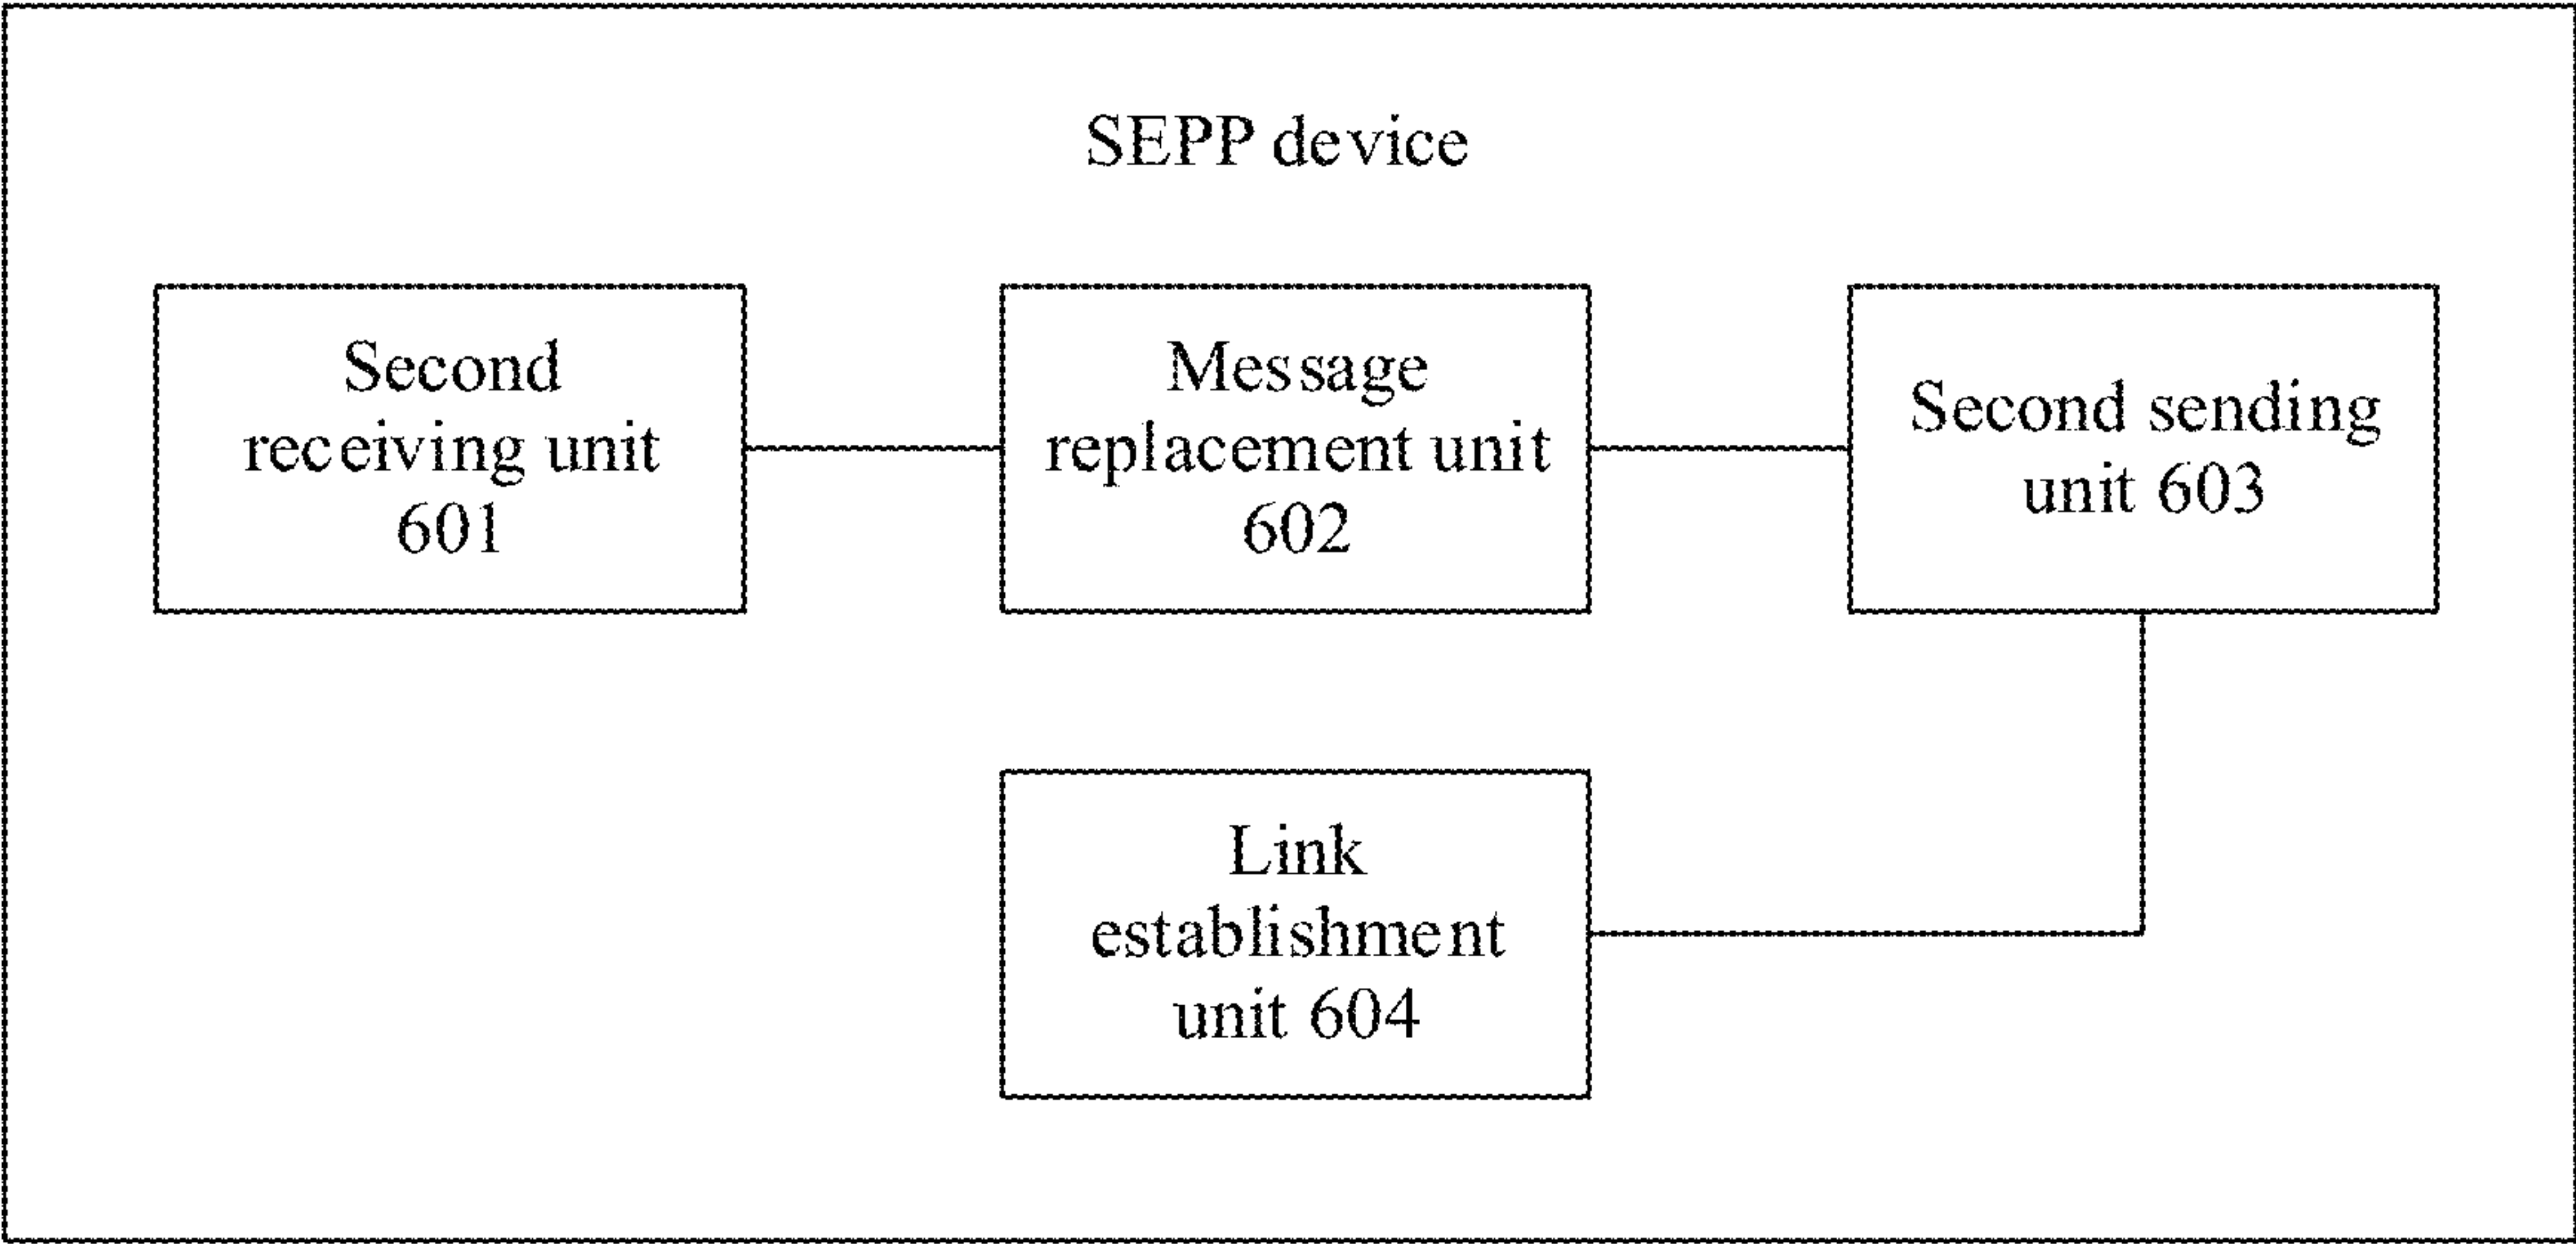 SEPP device
Second
receiving unit
601
Message
replacement unit
602
Second sending
unit 603
Link
establishment
unit 604